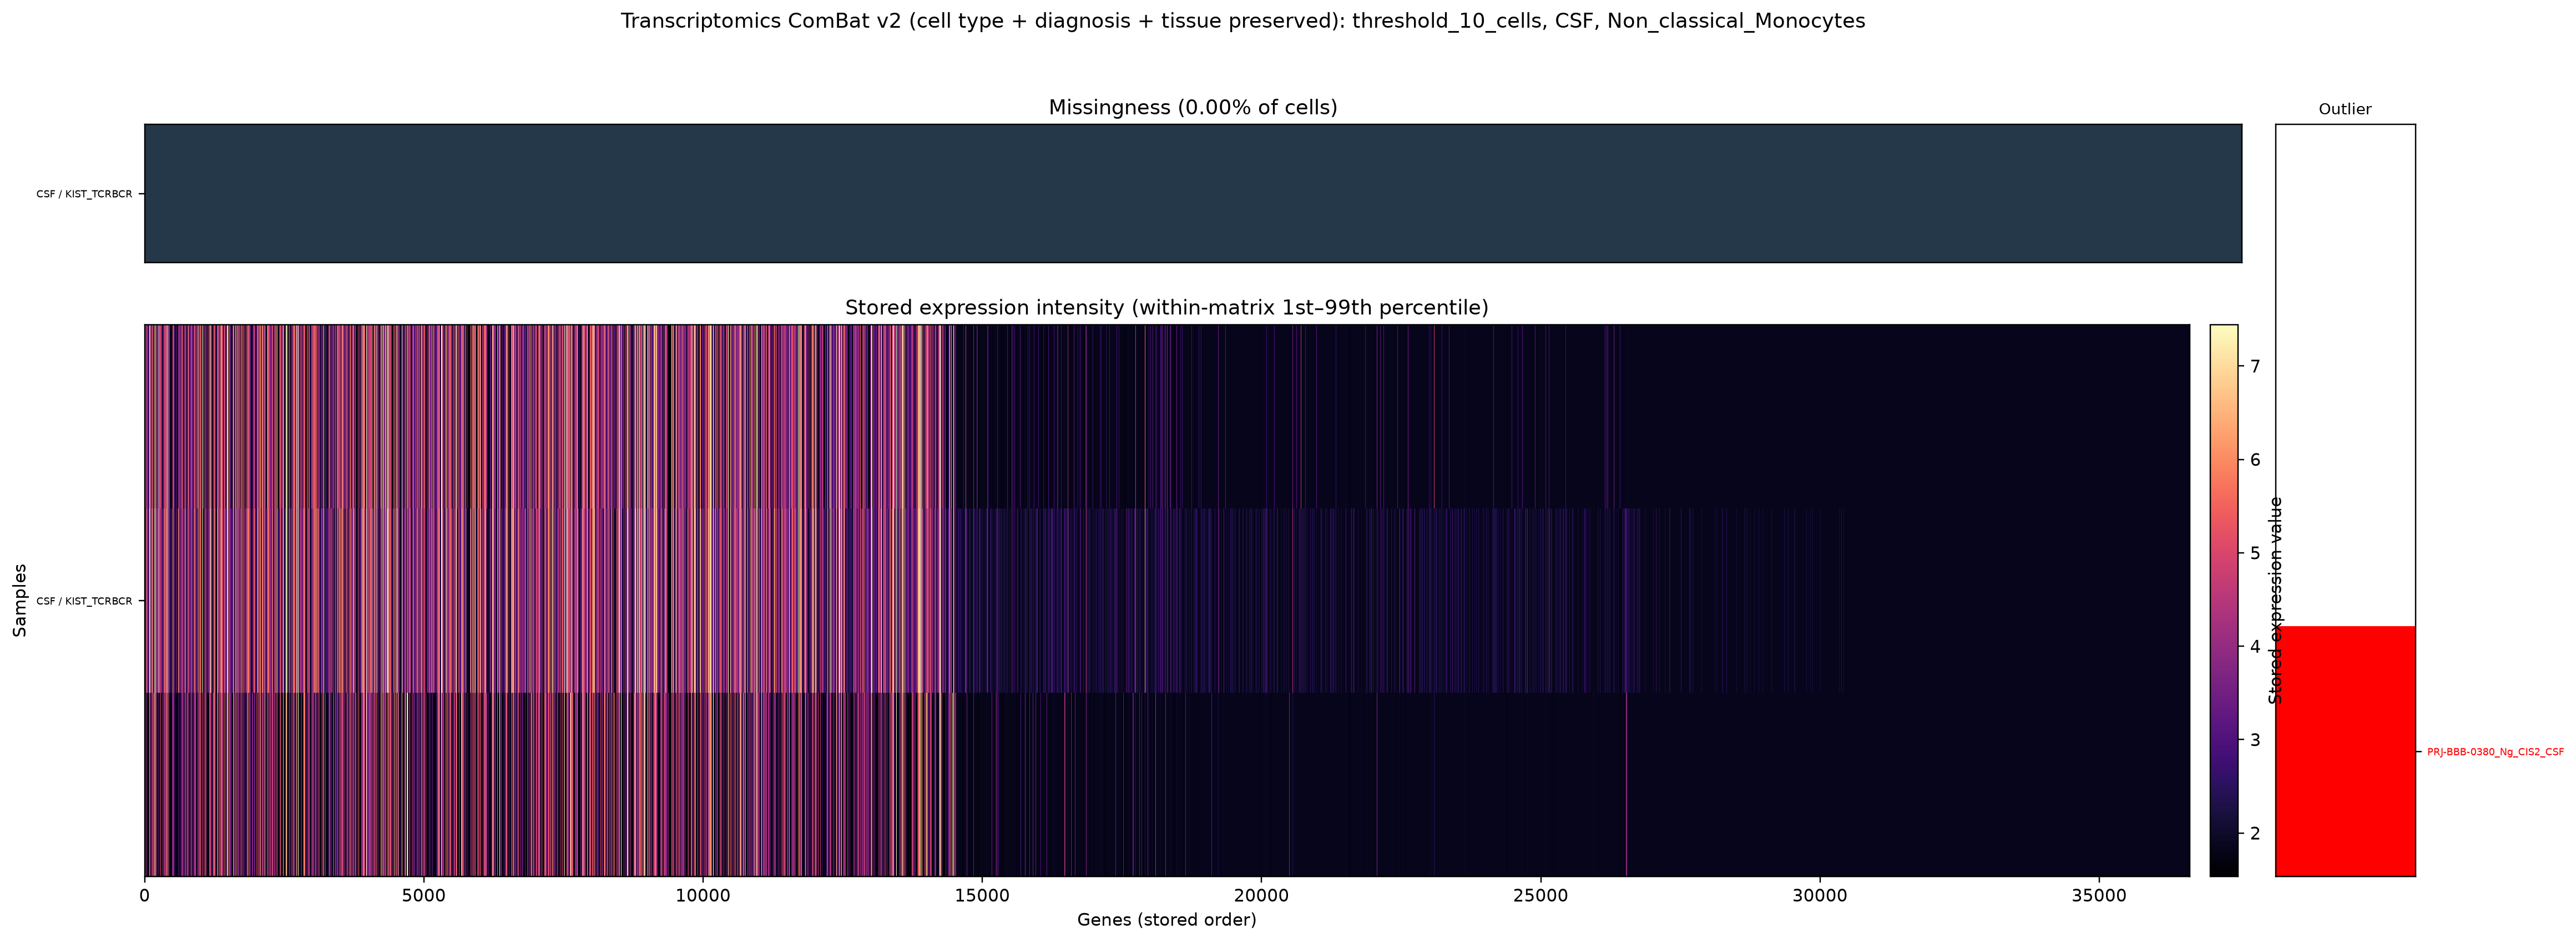 Transcriptomics ComBat v2 (cell type + diagnosis + tissue preserved): threshold_10_cells, CSF, Non_classical_Monocytes
Missingness (0.00% of cells)
Outlier
CSF / KIST_TCRBCR
Stored expression intensity (within-matrix 1st–99th percentile)
Samples
CSF / KIST_TCRBCR
7
6
5
4
3
2
Stored expression value
PRJ-BBB-0380_Ng_CIS2_CSF
0
5000
10000
15000
20000
25000
30000
35000
Genes (stored order)